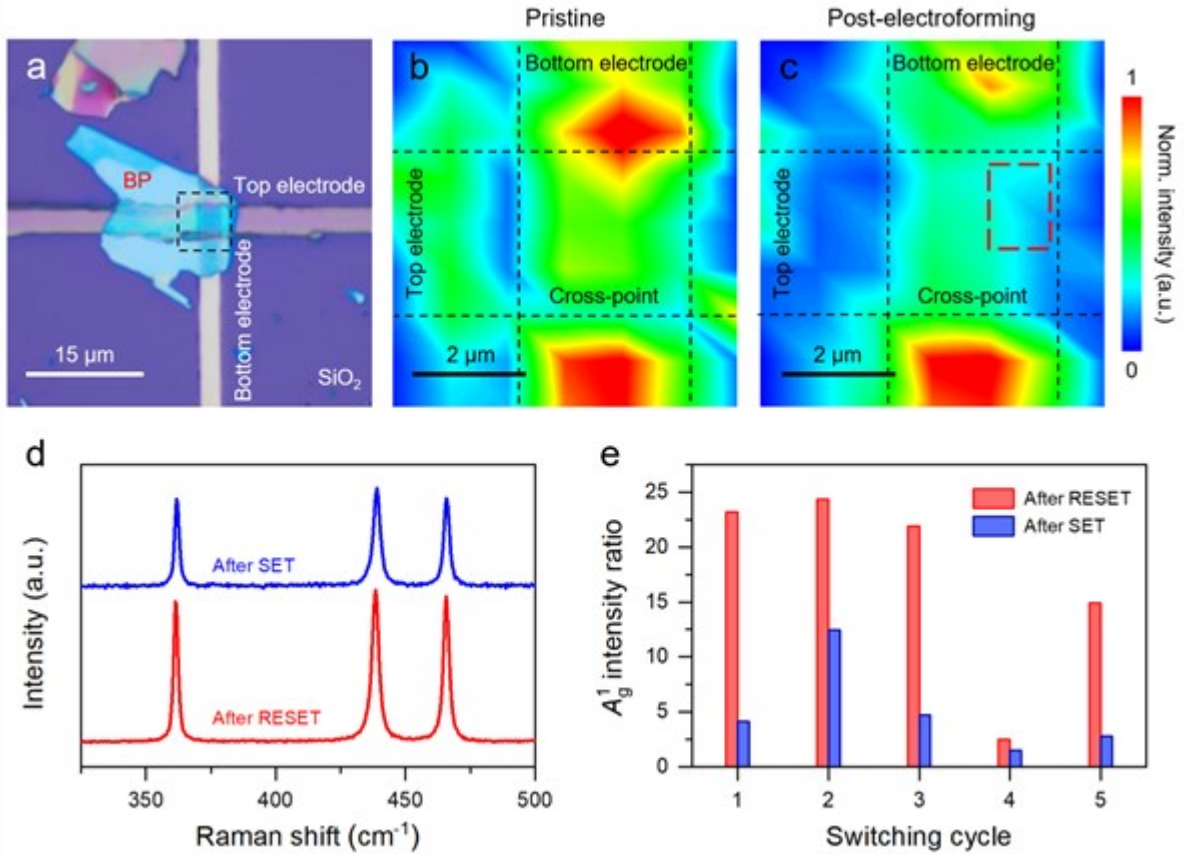 Pristine
Post-electroforming
a
BP
Top electrode
Bottom electrode
15 μm
SiO₂
b
Bottom electrode
Top electrode
Cross-point
2 μm
c
Bottom electrode
Top electrode
Cross-point
2 μm
1
0
Norm. intensity (a.u.)
d
Intensity (a.u.)
After SET
After RESET
350
400
450
500
Raman shift (cm⁻¹)
e
A_g^1 intensity ratio
25
20
15
10
5
0
After RESET
After SET
1
2
3
4
5
Switching cycle